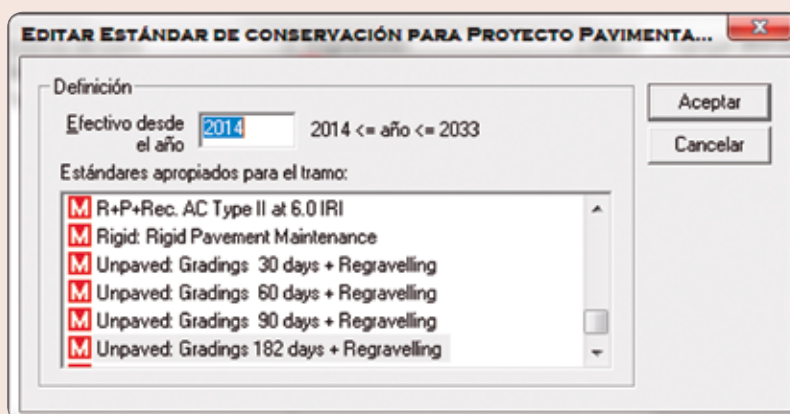 EDITAR ESTÁNDAR DE CONSERVACIÓN PARA PROYECTO PAVIMENTA...
Definición
Efectivo desde el año 2014 2014 <= año <= 2033
Estándares apropiados para el tramo:
M R+P+Rec. AC Type II at 6.0 IRI
M Rigid: Rigid Pavement Maintenance
M Unpaved: Gradings 30 days + Regravelling
M Unpaved: Gradings 60 days + Regravelling
M Unpaved: Gradings 90 days + Regravelling
M Unpaved: Gradings 182 days + Regravelling
Aceptar
Cancelar